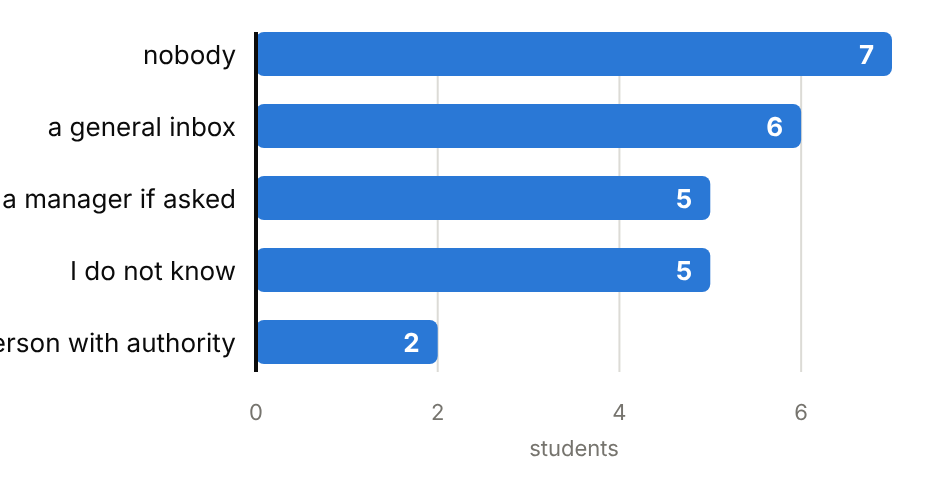 nobody 7
a general inbox 6
a manager if asked 5
I do not know 5
with authority 2
0 2 4 6
students